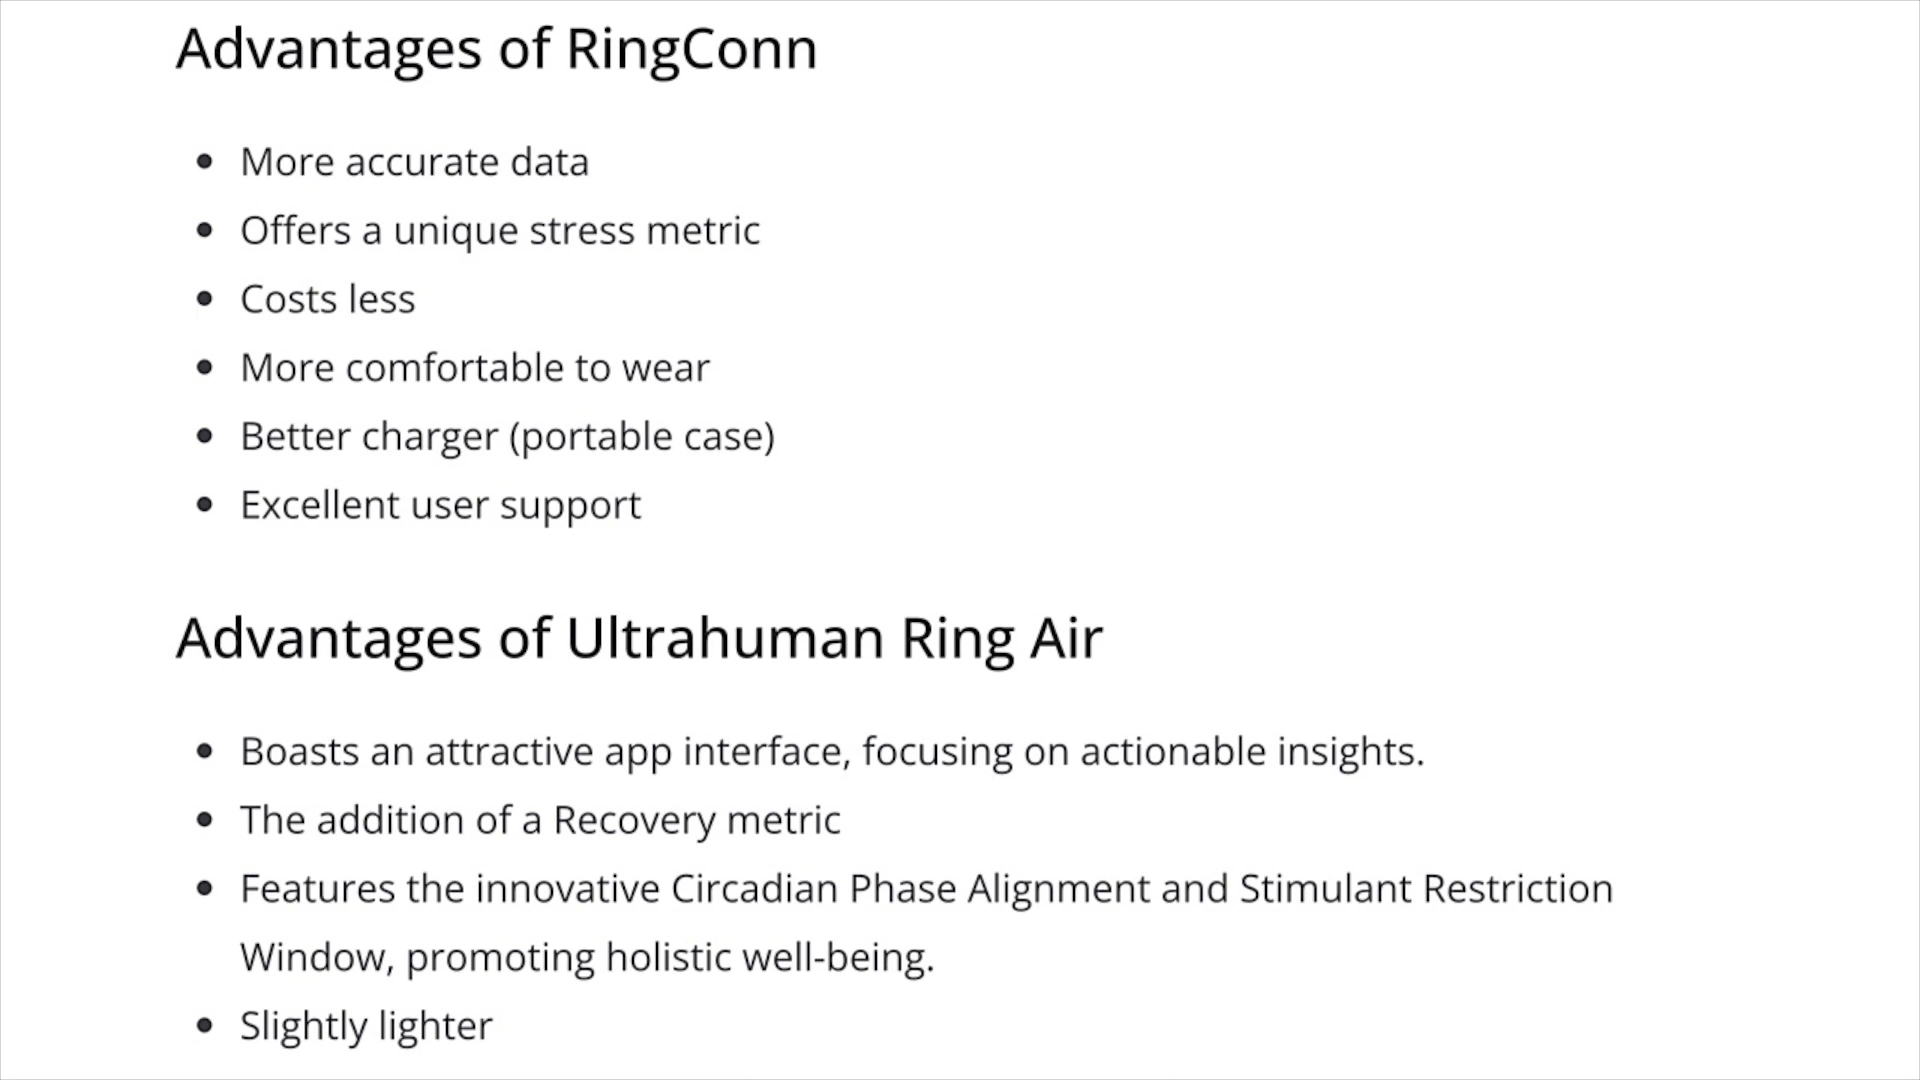 Advantages of RingConn
• More accurate data
• Offers a unique stress metric
• Costs less
• More comfortable to wear
• Better charger (portable case)
• Excellent user support
Advantages of Ultrahuman Ring Air
• Boasts an attractive app interface, focusing on actionable insights.
• The addition of a Recovery metric
• Features the innovative Circadian Phase Alignment and Stimulant Restriction
Window, promoting holistic well-being.
• Slightly lighter